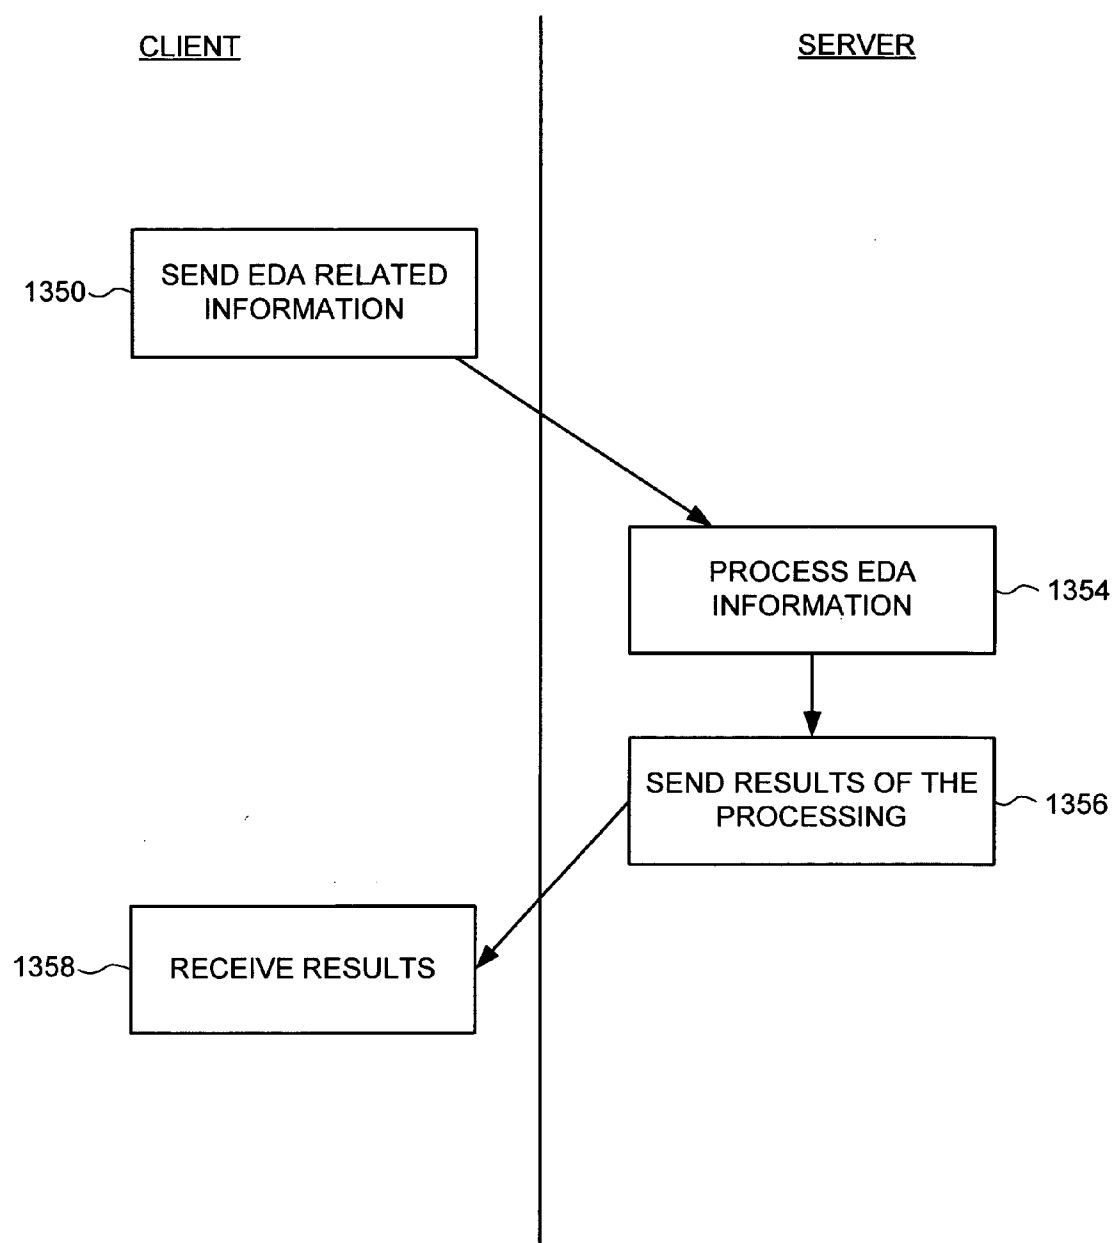 CLIENT
SERVER
1350
SEND EDA RELATED
INFORMATION
PROCESS EDA
INFORMATION
1354
SEND RESULTS OF THE
PROCESSING
1356
1358
RECEIVE RESULTS